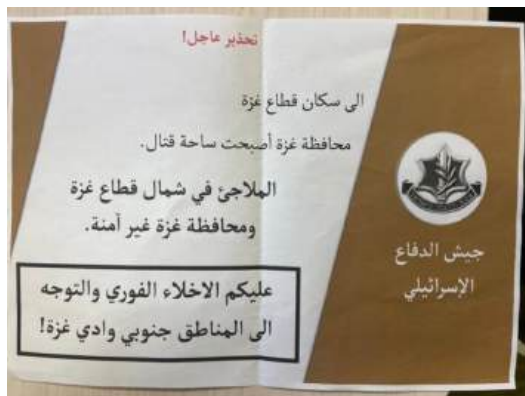 تحذير عاجل!
الى سكان قطاع غزة
محافظة غزة أصبحت ساحة قتال.
الملاجئ في شمال قطاع غزة
ومحافظة غزة غير آمنة.
عليكم الاخلاء الفوري والتوجه
الى المناطق جنوبي وادي غزة!
جيش الدفاع
الإسرائيلي